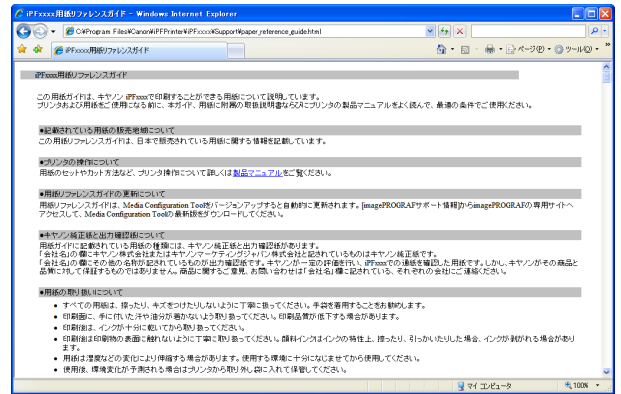 iPFxxxx用紙リファレンスガイド - Windows Internet Explorer
C:¥Program Files¥Canon¥iPFPrinter¥iPFxxxx¥Support¥paper_reference_guide.html
iPFxxxx用紙リファレンスガイド
ページ(P) ツール(O)
iPFxxxx用紙リファレンスガイド
この用紙リファレンスガイドは、キヤノン iPFxxxxで印刷することができる用紙について説明しています。
プリンタおよび用紙をご使用になる前に、本ガイド、用紙に附属の取扱説明書ならびにプリンタの製品マニュアルをよく読んで、最適の条件でご使用ください。
●記載されている用紙の販売地域について
この用紙リファレンスガイドは、日本で販売されている用紙に関する情報を記載しています。
●プリンタの操作について
用紙のセットやカット方法など、プリンタ操作について詳しくは製品マニュアルをご覧ください。
●用紙リファレンスガイドの更新について
用紙リファレンスガイドは、Media Configuration Toolをバージョンアップすると自動的に更新されます。[imagePROGRAFサポート情報]からimagePROGRAFの専用サイトへ
アクセスして、Media Configuration Toolの最新版をダウンロードしてください。
●キヤノン純正紙と出力確認紙について
用紙ガイドに記載されている用紙の種類には、キヤノン純正紙と出力確認紙があります。
「会社名」の欄にキヤノン株式会社またはキヤノンマーケティングジャパン株式会社と記されているものはキヤノン純正紙です。
「会社名」の欄にその他の名称が記されているものが出力確認紙です。キヤノンが一定の評価を行い、iPFxxxxでの通紙を確認した用紙です。しかし、キヤノンがその商品と
品質に対して保証するものではありません。商品に関するご意見、お問い合わせは「会社名」欄に記されている、それぞれの会社にご連絡ください。
●用紙の取り扱いについて
• すべての用紙は、擦ったり、キズをつけたりしないように丁寧に扱ってください。手袋を着用することをお勧めします。
• 印刷面に、手に付いた汗や油分が着かないよう取り扱ってください。印刷品質が低下する場合があります。
• 印刷後は、インクが十分に乾いてから取り扱ってください。
• 印刷後は印刷物の表面に触れないように丁寧に取り扱ってください。顔料インクはインクの特性上、擦ったり、引っかいたりした場合、インクが剥がれる場合があり
ます。
• 用紙は湿度などの変化により伸縮する場合があります。使用する環境に十分になじませてから使用してください。
• 使用後、環境変化が予測される場合はプリンタから取り外し袋に入れて保管してください。
マイ コンピュータ
100%